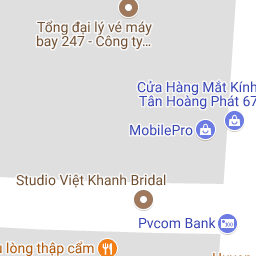 Tổng đại lý vé máy
bay 247 - Công ty...
Cửa Hàng Mắt Kính
Tân Hoàng Phát 67
MobilePro
Studio Việt Khanh Bridal
Pvcom Bank
lòng thập cẩm